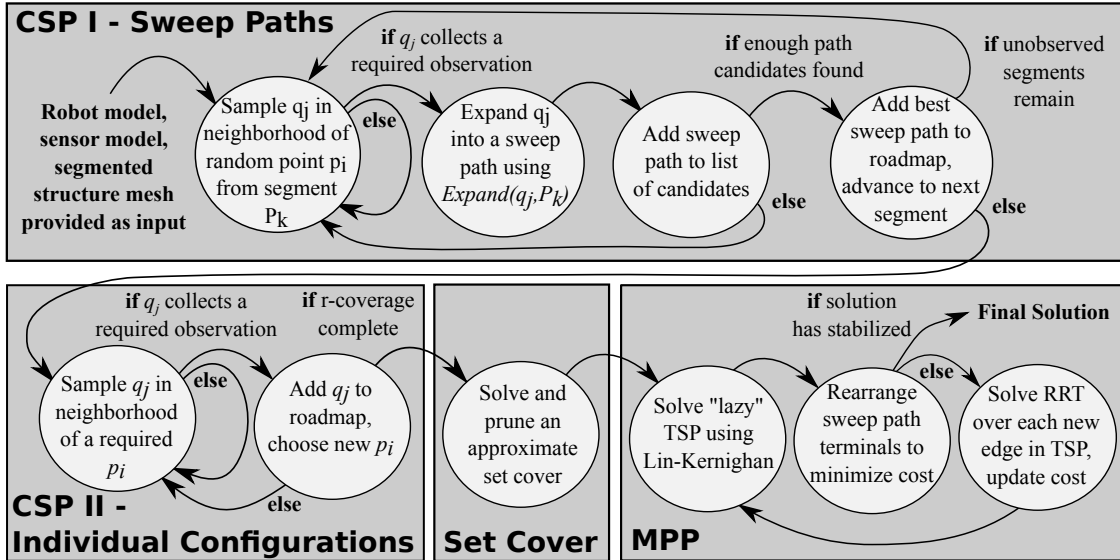 CSP I - Sweep Paths
Robot model,
sensor model,
segmented
structure mesh
provided as input
Sample qj in
neighborhood of
random point pi
from segment
Pk
if qj collects a
required observation
else
Expand qj
into a sweep
path using
Expand(qj,Pk)
Add sweep
path to list
of candidates
if enough path
candidates found
else
Add best
sweep path to
roadmap,
advance to next
segment
if unobserved
segments
remain
else
if qj collects a
required observation
Sample qj in
neighborhood
of a required
pi
else
if r-coverage
complete
Add qj to
roadmap,
choose new pi
else
CSP II -
Individual Configurations
Solve and
prune an
approximate
set cover
Set Cover
Solve "lazy"
TSP using
Lin-Kernighan
if solution
has stabilized
Final Solution
Rearrange
sweep path
terminals to
minimize cost
else
Solve RRT
over each new
edge in TSP,
update cost
MPP